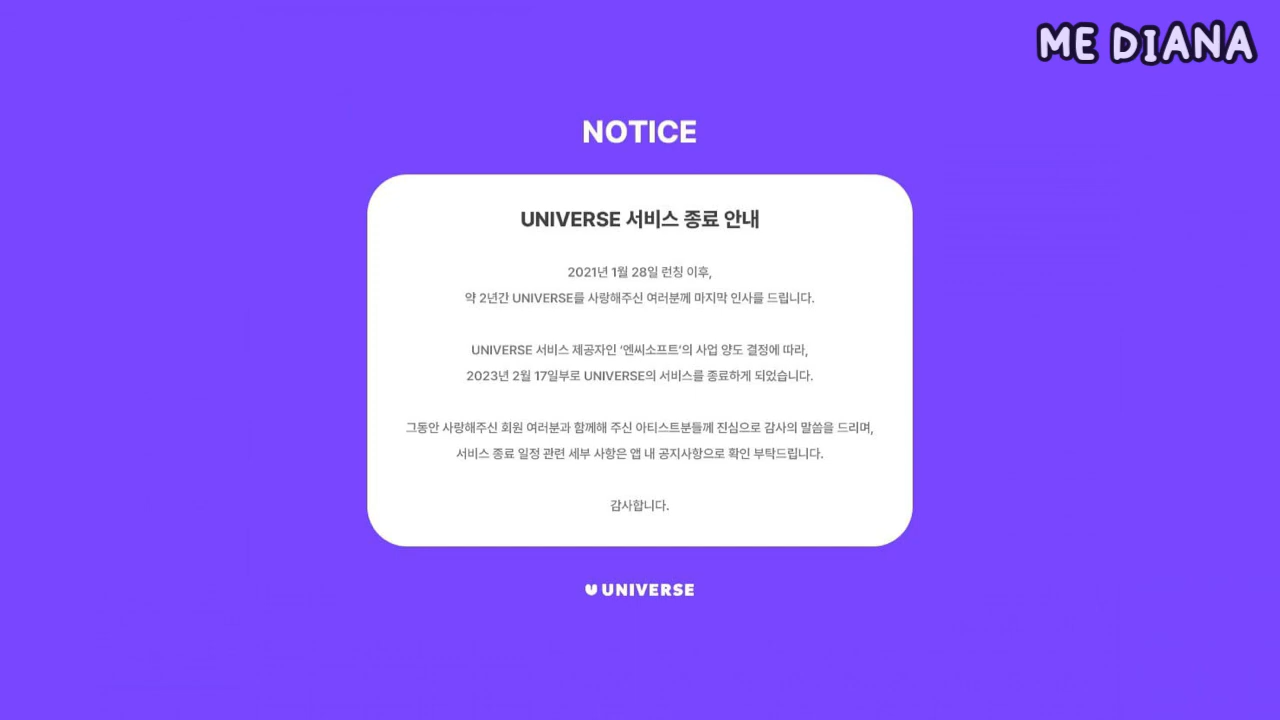 ME DIANA
NOTICE
UNIVERSE 서비스 종료 안내
2021년 1월 28일 런칭 이후,
약 2년간 UNIVERSE를 사랑해주신 여러분께 마지막 인사를 드립니다.
UNIVERSE 서비스 제공자인 ‘엔씨소프트’의 사업 양도 결정에 따라,
2023년 2월 17일부로 UNIVERSE의 서비스를 종료하게 되었습니다.
그동안 사랑해주신 회원 여러분과 함께해 주신 아티스트분들께 진심으로 감사의 말씀을 드리며,
서비스 종료 일정 관련 세부 사항은 앱 내 공지사항으로 확인 부탁드립니다.
감사합니다.
UNIVERSE